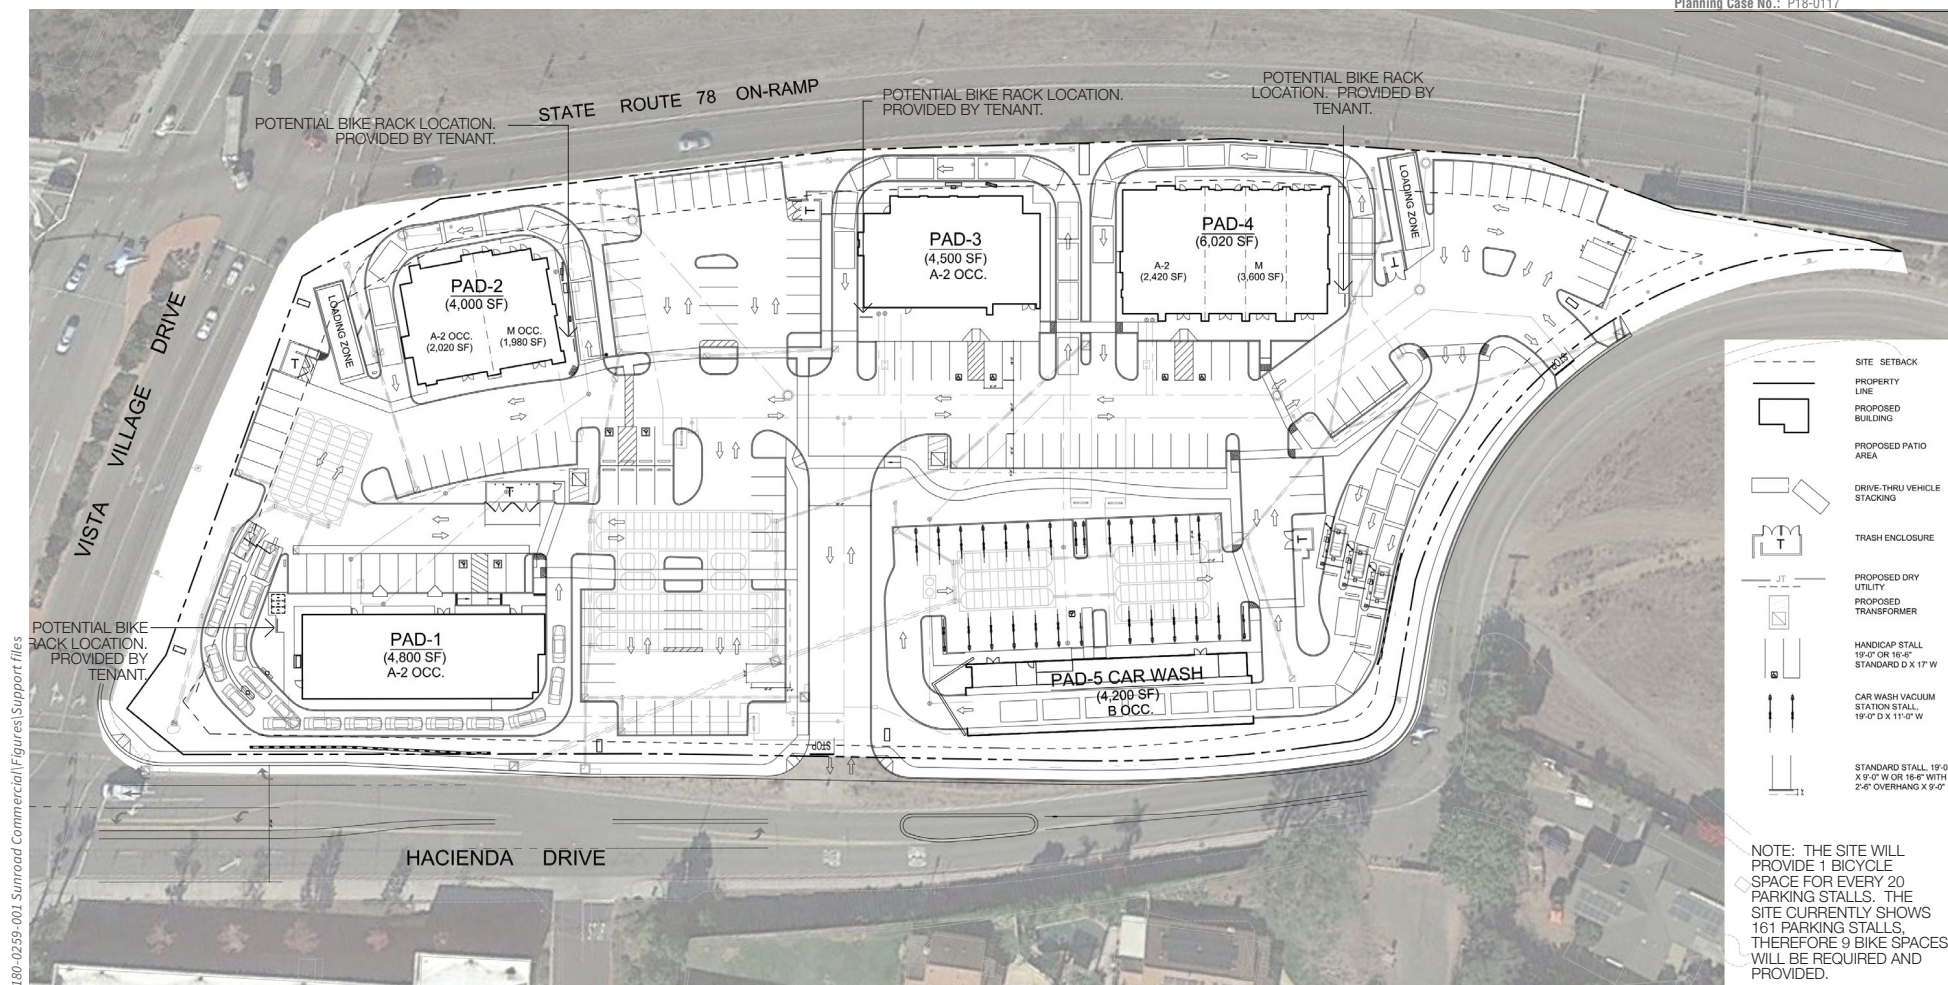 Planning Case No.: P18-0117
STATE ROUTE 78 ON-RAMP
POTENTIAL BIKE RACK LOCATION.
PROVIDED BY TENANT.
POTENTIAL BIKE RACK LOCATION.
PROVIDED BY TENANT.
POTENTIAL BIKE RACK
LOCATION. PROVIDED BY
TENANT.
VISTA VILLAGE DRIVE
LOADING ZONE
PAD-2
(4,000 SF)
A-2 OCC.
(2,020 SF)
M OCC.
(1,980 SF)
T
T
PAD-3
(4,500 SF)
A-2 OCC.
PAD-4
(6,020 SF)
A-2
(2,420 SF)
M
(3,600 SF)
LOADING ZONE
T
STOP
T
T
POTENTIAL BIKE
RACK LOCATION.
PROVIDED BY
TENANT.
PAD-1
(4,800 SF)
A-2 OCC.
PAD-5 CAR WASH
(4,200 SF)
B OCC.
STOP
HACIENDA DRIVE
SITE SETBACK
PROPERTY
LINE
PROPOSED
BUILDING
PROPOSED PATIO
AREA
DRIVE-THRU VEHICLE
STACKING
T
TRASH ENCLOSURE
JT
PROPOSED DRY
UTILITY
PROPOSED
TRANSFORMER
HANDICAP STALL
19'-0" OR 16'-6"
STANDARD D X 17' W
CAR WASH VACUUM
STATION STALL,
19'-0" D X 11'-0" W
STANDARD STALL, 19'-0
X 9'-0" W OR 16-6" WITH
2'-6" OVERHANG X 9'-0"
NOTE: THE SITE WILL
PROVIDE 1 BICYCLE
SPACE FOR EVERY 20
PARKING STALLS. THE
SITE CURRENTLY SHOWS
161 PARKING STALLS,
THEREFORE 9 BIKE SPACES
WILL BE REQUIRED AND
PROVIDED.
180-0259-001 Sunroad Commercial\Figures\Support files